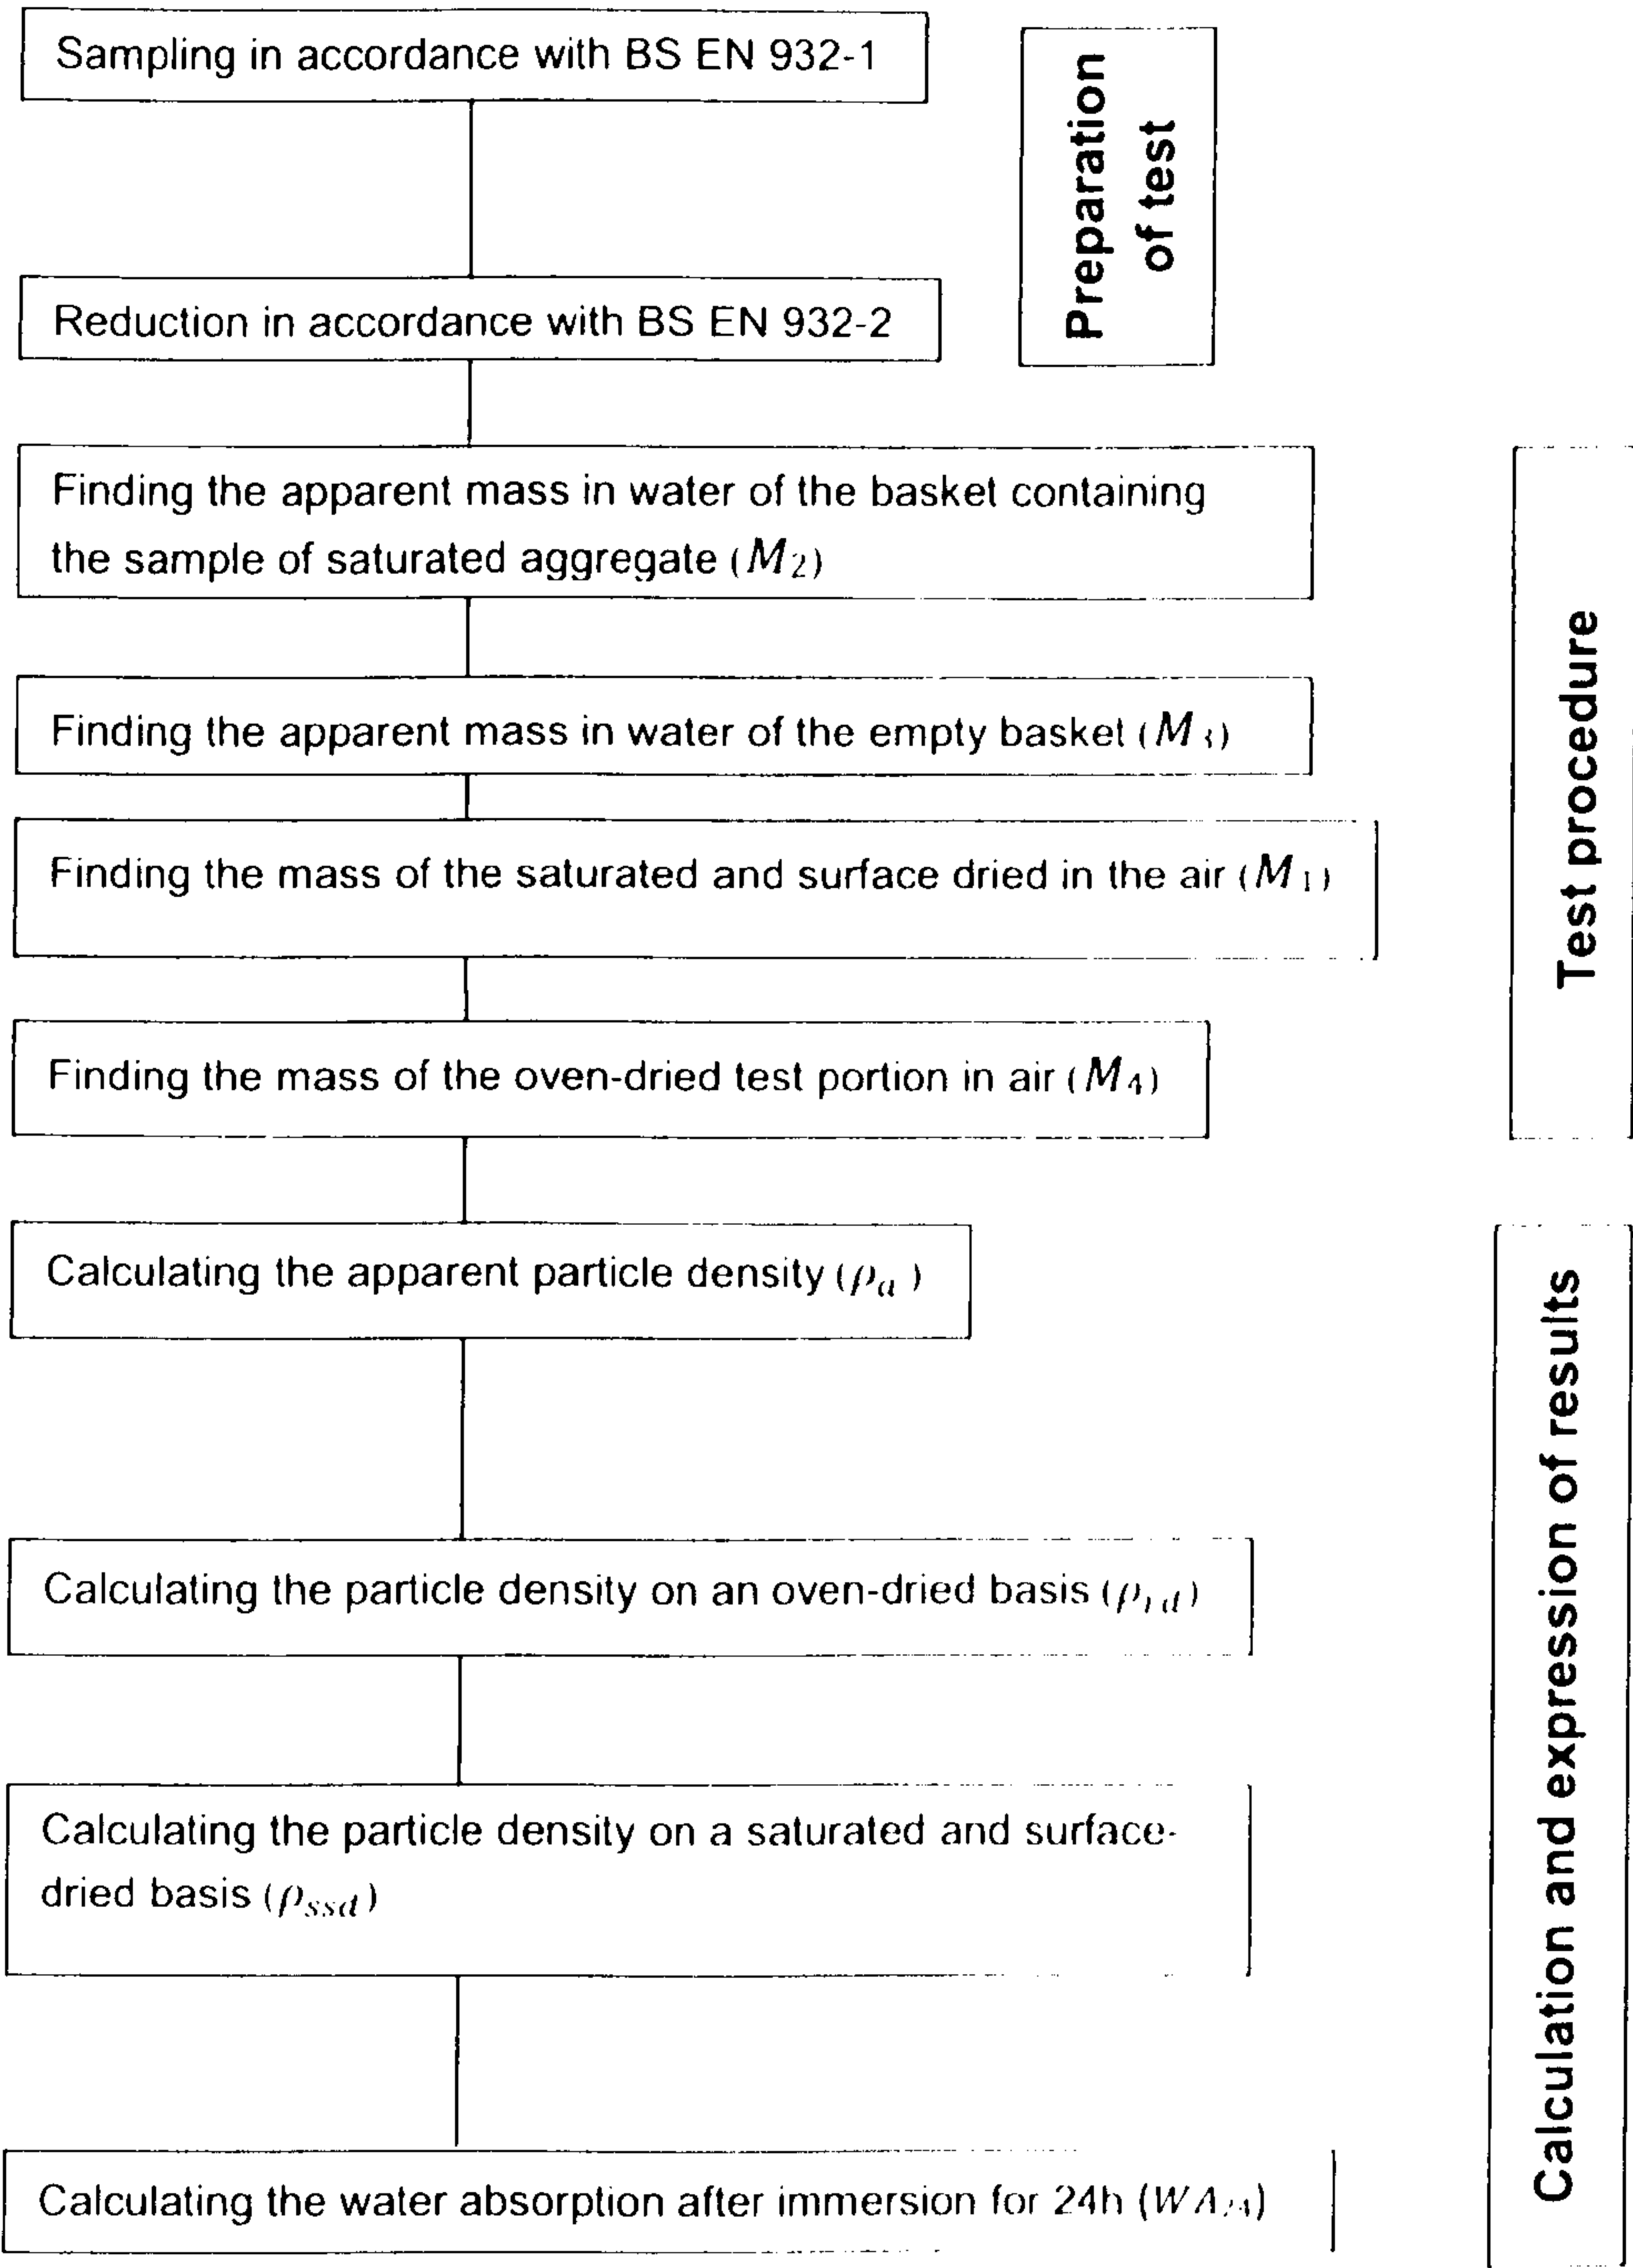 Sampling in accordance with BS EN 932-1
Preparation
of test
Reduction in accordance with BS EN 932-2
Finding the apparent mass in water of the basket containing
the sample of saturated aggregate (M₂)
Finding the apparent mass in water of the empty basket (M₃)
Finding the mass of the saturated and surface dried in the air (M₁)
Finding the mass of the oven-dried test portion in air (M₄)
Test procedure
Calculating the apparent particle density (ρₐ)
Calculating the particle density on an oven-dried basis (ρ_rd)
Calculating the particle density on a saturated and surface-
dried basis (ρ_ssd)
Calculating the water absorption after immersion for 24h (WA₂₄)
Calculation and expression of results